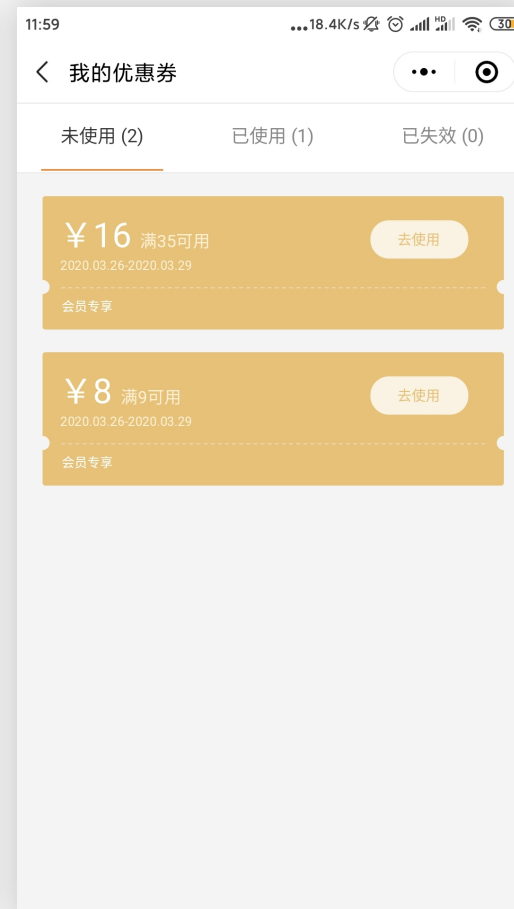 11:59
...18.4K/s HD 30
我的优惠券
未使用 (2) 已使用 (1) 已失效 (0)
￥16 满35可用 去使用
2020.03.26-2020.03.29
会员专享
￥8 满9可用 去使用
2020.03.26-2020.03.29
会员专享